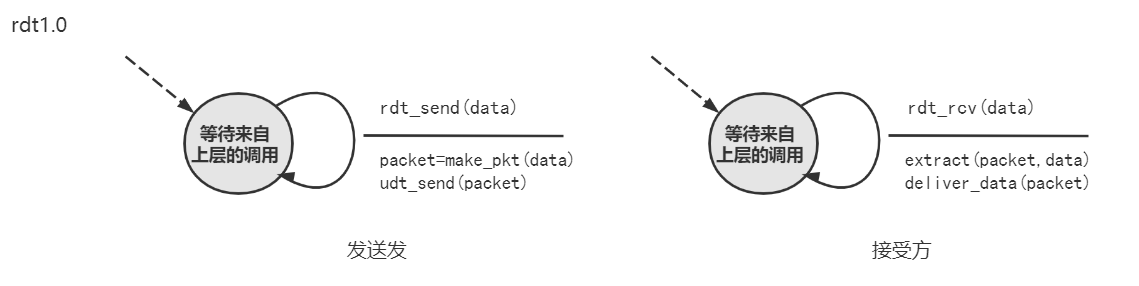 rdt1.0
等待来自
上层的调用
rdt_send(data)
packet=make_pkt(data)
udt_send(packet)
发送发
等待来自
上层的调用
rdt_rcv(data)
extract(packet,data)
deliver_data(packet)
接受方